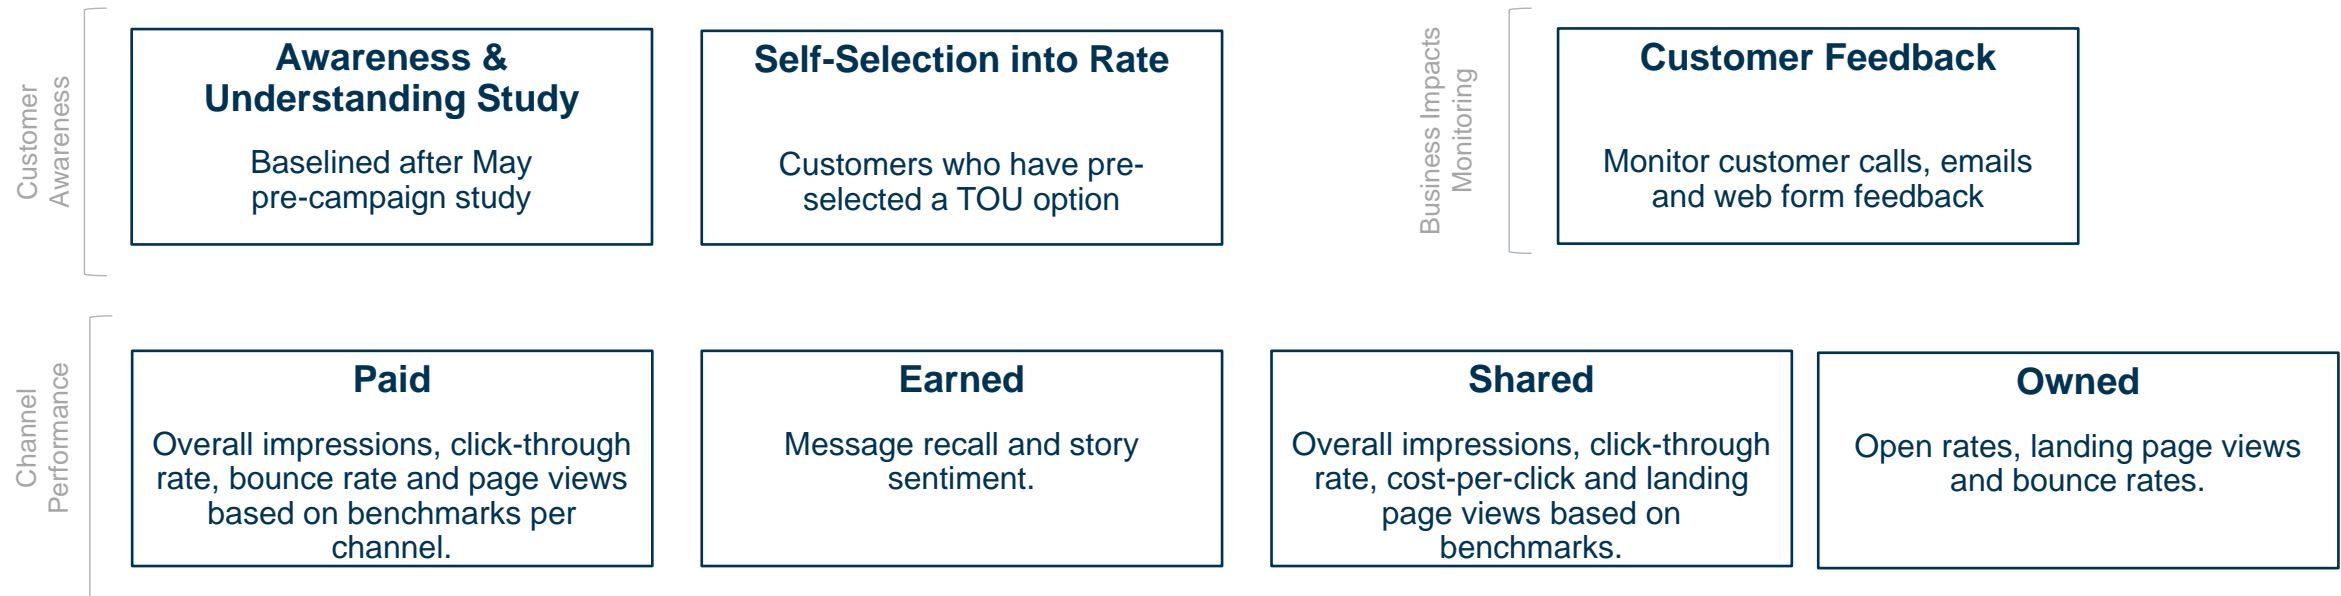 Customer
Awareness
Awareness &
Understanding Study
Baselined after May
pre-campaign study
Self-Selection into Rate
Customers who have pre-
selected a TOU option
Business Impacts
Monitoring
Customer Feedback
Monitor customer calls, emails
and web form feedback
Channel
Performance
Paid
Overall impressions, click-through
rate, bounce rate and page views
based on benchmarks per
channel.
Earned
Message recall and story
sentiment.
Shared
Overall impressions, click-through
rate, cost-per-click and landing
page views based on
benchmarks.
Owned
Open rates, landing page views
and bounce rates.